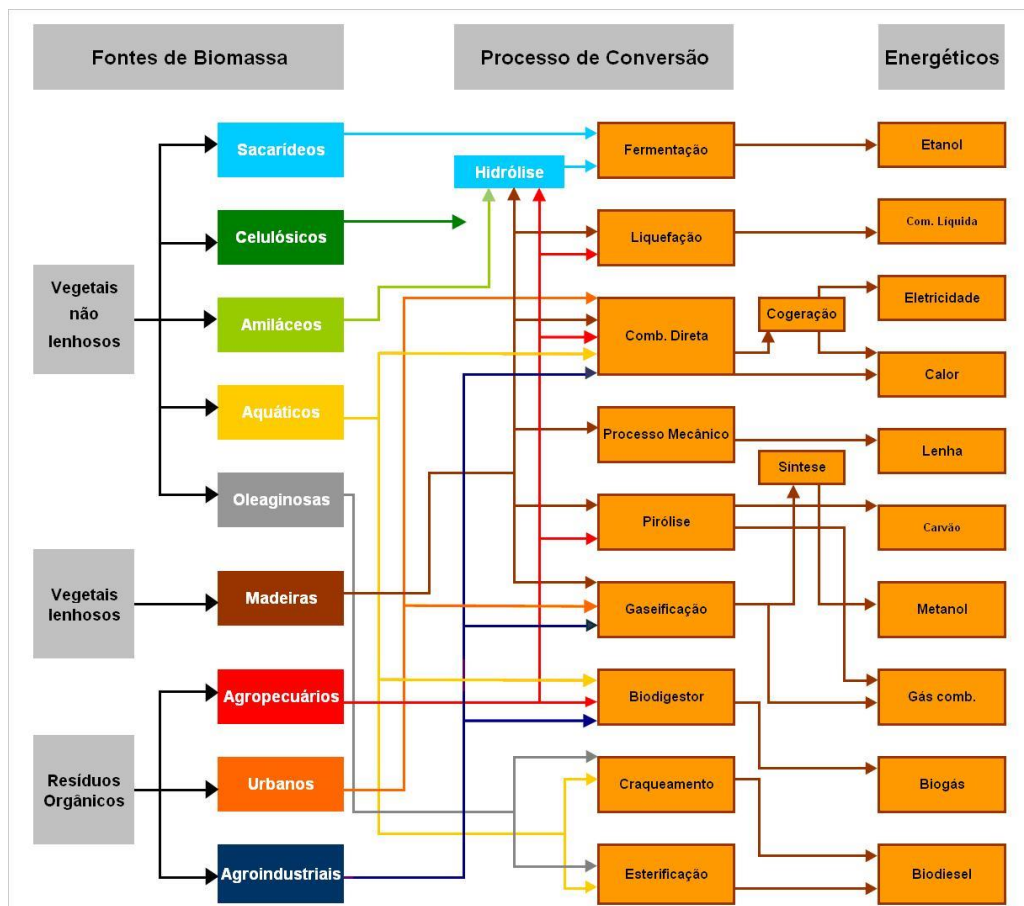 Fontes de Biomassa
Processo de Conversão
Energéticos
Vegetais
não
lenhosos
Vegetais
lenhosos
Resíduos
Orgânicos
Sacarídeos
Celulósicos
Amiláceos
Aquáticos
Oleaginosas
Madeiras
Agropecuários
Urbanos
Agroindustriais
Hidrólise
Fermentação
Liquefação
Comb. Direta
Processo Mecânico
Pirólise
Gaseificação
Biodigestor
Craqueamento
Esterificação
Cogeração
Síntese
Etanol
Com. Líquida
Eletricidade
Calor
Lenha
Carvão
Metanol
Gás comb.
Biogás
Biodiesel